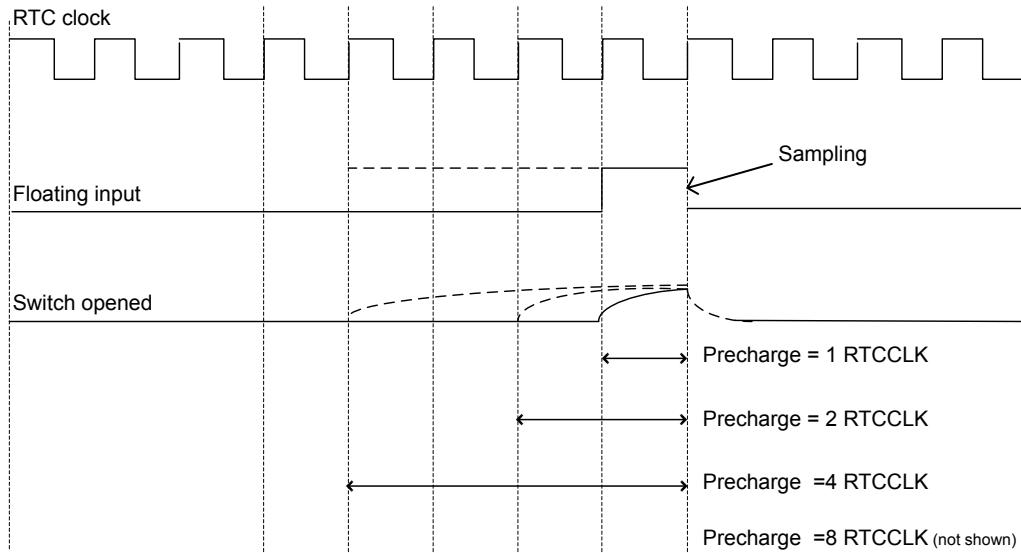 RTC clock
Sampling
Floating input
Switch opened
Precharge = 1 RTCCLK
Precharge = 2 RTCCLK
Precharge =4 RTCCLK
Precharge =8 RTCCLK (not shown)